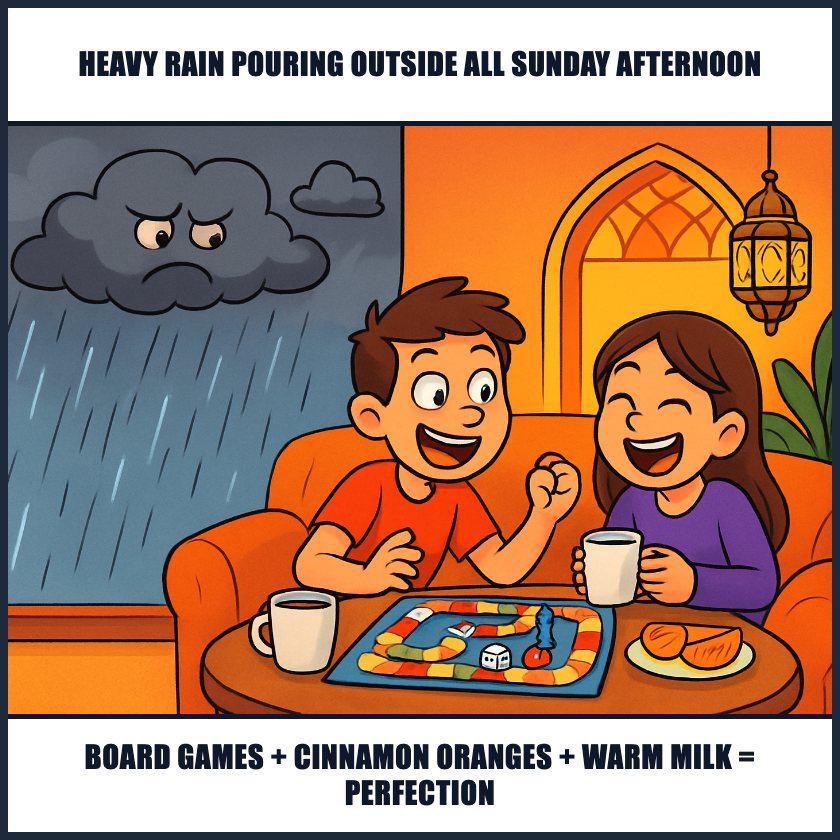 HEAVY RAIN POURING OUTSIDE ALL SUNDAY AFTERNOON
BOARD GAMES + CINNAMON ORANGES + WARM MILK =
PERFECTION